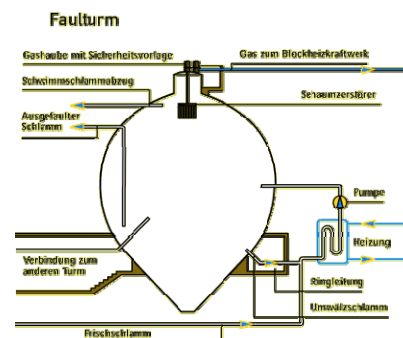 Faulturm
Gashaube mit Sicherheitsvorlage
Gas zum Blockheizkraftwerk
Schwimmschlammabzug
Schaumzerstörer
Ausgefaulter
Schlamm
Pumpe
Heizung
Verbindung zum
anderen Turm
Ringleitung
Umwälzschlamm
Frischschlamm